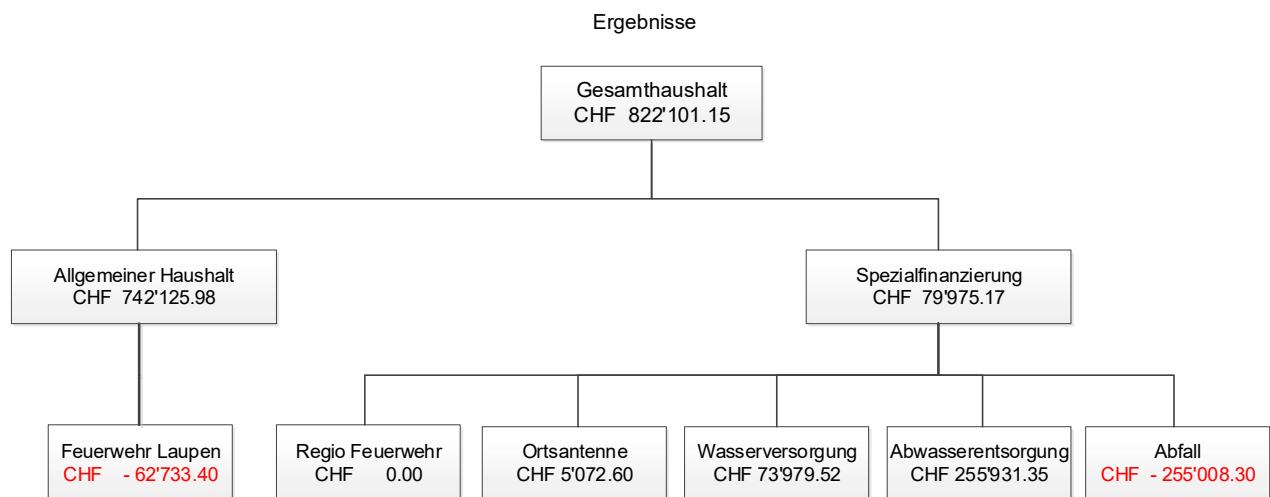 Ergebnisse
Gesamthaushalt
CHF 822'101.15
Allgemeiner Haushalt
CHF 742'125.98
Spezialfinanzierung
CHF 79'975.17
Feuerwehr Laupen
CHF - 62'733.40
Regio Feuerwehr
CHF 0.00
Ortsantenne
CHF 5'072.60
Wasserversorgung
CHF 73'979.52
Abwasserentsorgung
CHF 255'931.35
Abfall
CHF - 255'008.30